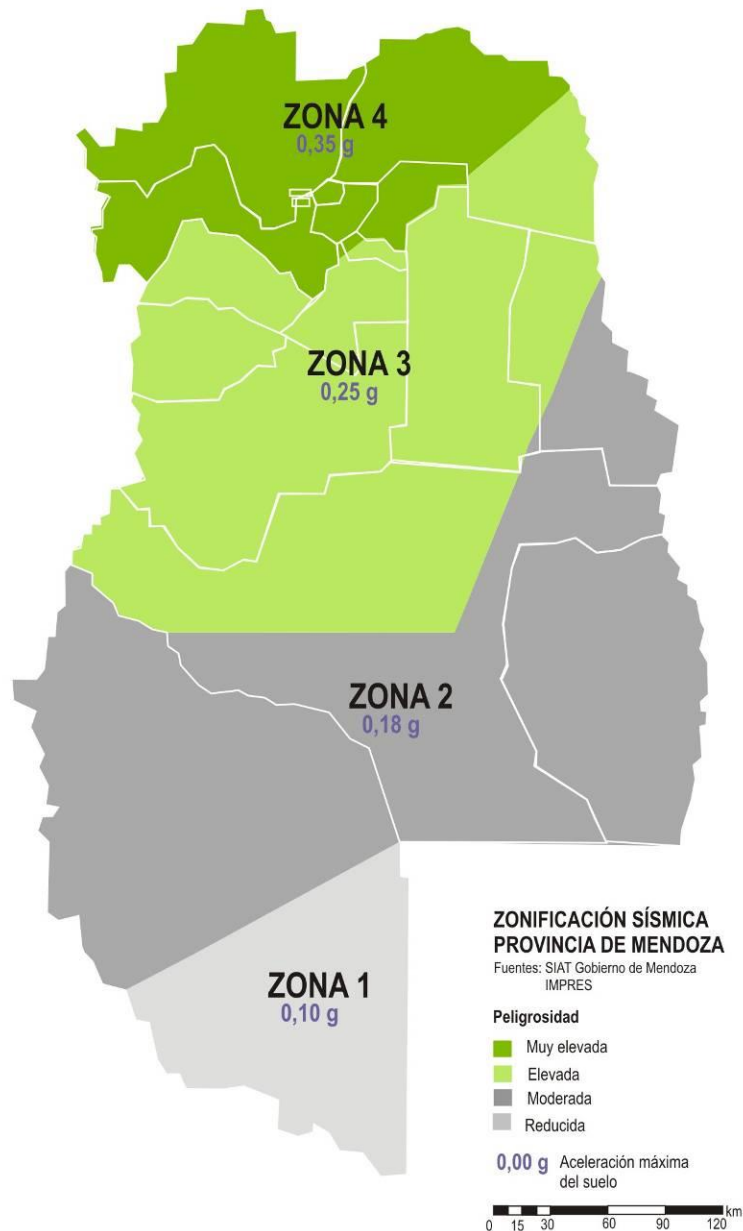 ZONA 4
0,35 g
ZONA 3
0,25 g
ZONA 2
0,18 g
ZONA 1
0,10 g
ZONIFICACIÓN SÍSMICA
PROVINCIA DE MENDOZA
Fuentes: SIAT Gobierno de Mendoza
IMPRES
Peligrosidad
Muy elevada
Elevada
Moderada
Reducida
0,00 g Aceleración máxima
del suelo
km
0 15 30 60 90 120